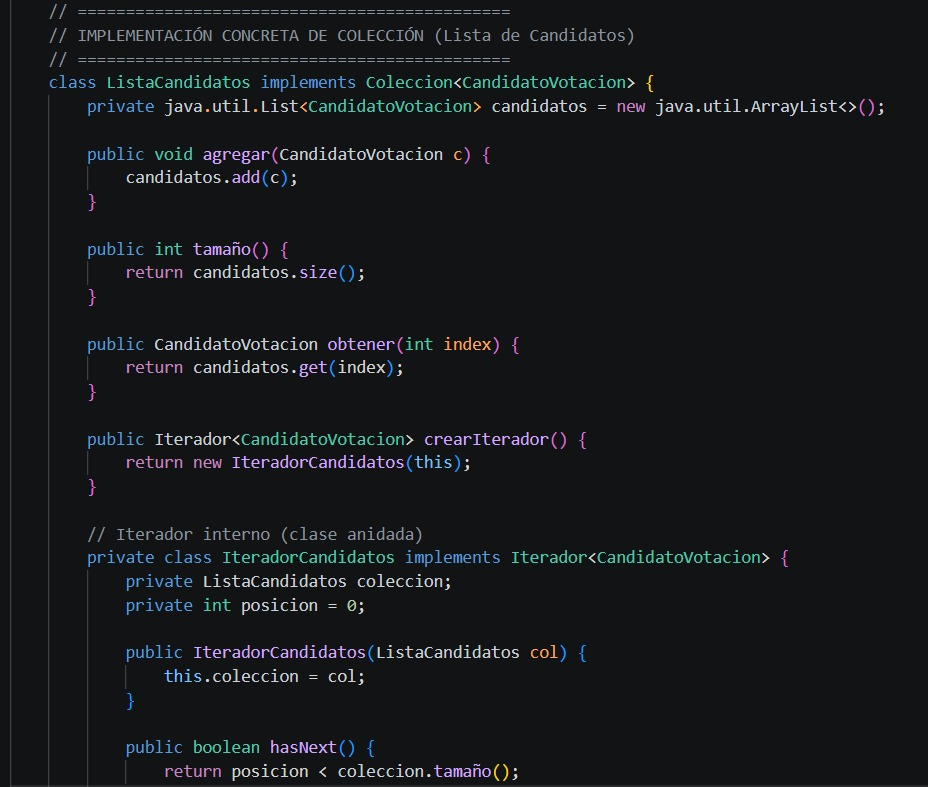 // =============================================
// IMPLEMENTACIÓN CONCRETA DE COLECCIÓN (Lista de Candidatos)
// =============================================
class ListaCandidatos implements Coleccion<CandidatoVotacion> {
    private java.util.List<CandidatoVotacion> candidatos = new java.util.ArrayList<>();

    public void agregar(CandidatoVotacion c) {
        candidatos.add(c);
    }

    public int tamaño() {
        return candidatos.size();
    }

    public CandidatoVotacion obtener(int index) {
        return candidatos.get(index);
    }

    public Iterador<CandidatoVotacion> crearIterador() {
        return new IteradorCandidatos(this);
    }

    // Iterador interno (clase anidada)
    private class IteradorCandidatos implements Iterador<CandidatoVotacion> {
        private ListaCandidatos coleccion;
        private int posicion = 0;

        public IteradorCandidatos(ListaCandidatos col) {
            this.coleccion = col;
        }

        public boolean hasNext() {
            return posicion < coleccion.tamaño();